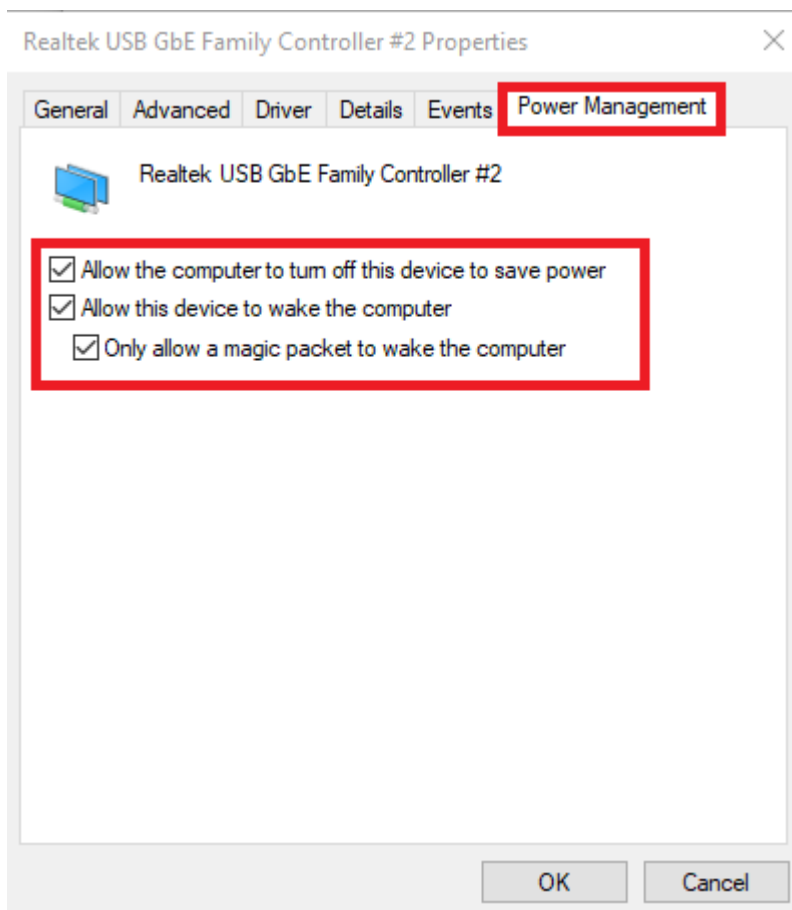 Realtek USB GbE Family Controller #2 Properties
General Advanced Driver Details Events Power Management
Realtek USB GbE Family Controller #2
Allow the computer to turn off this device to save power
Allow this device to wake the computer
Only allow a magic packet to wake the computer
OK Cancel